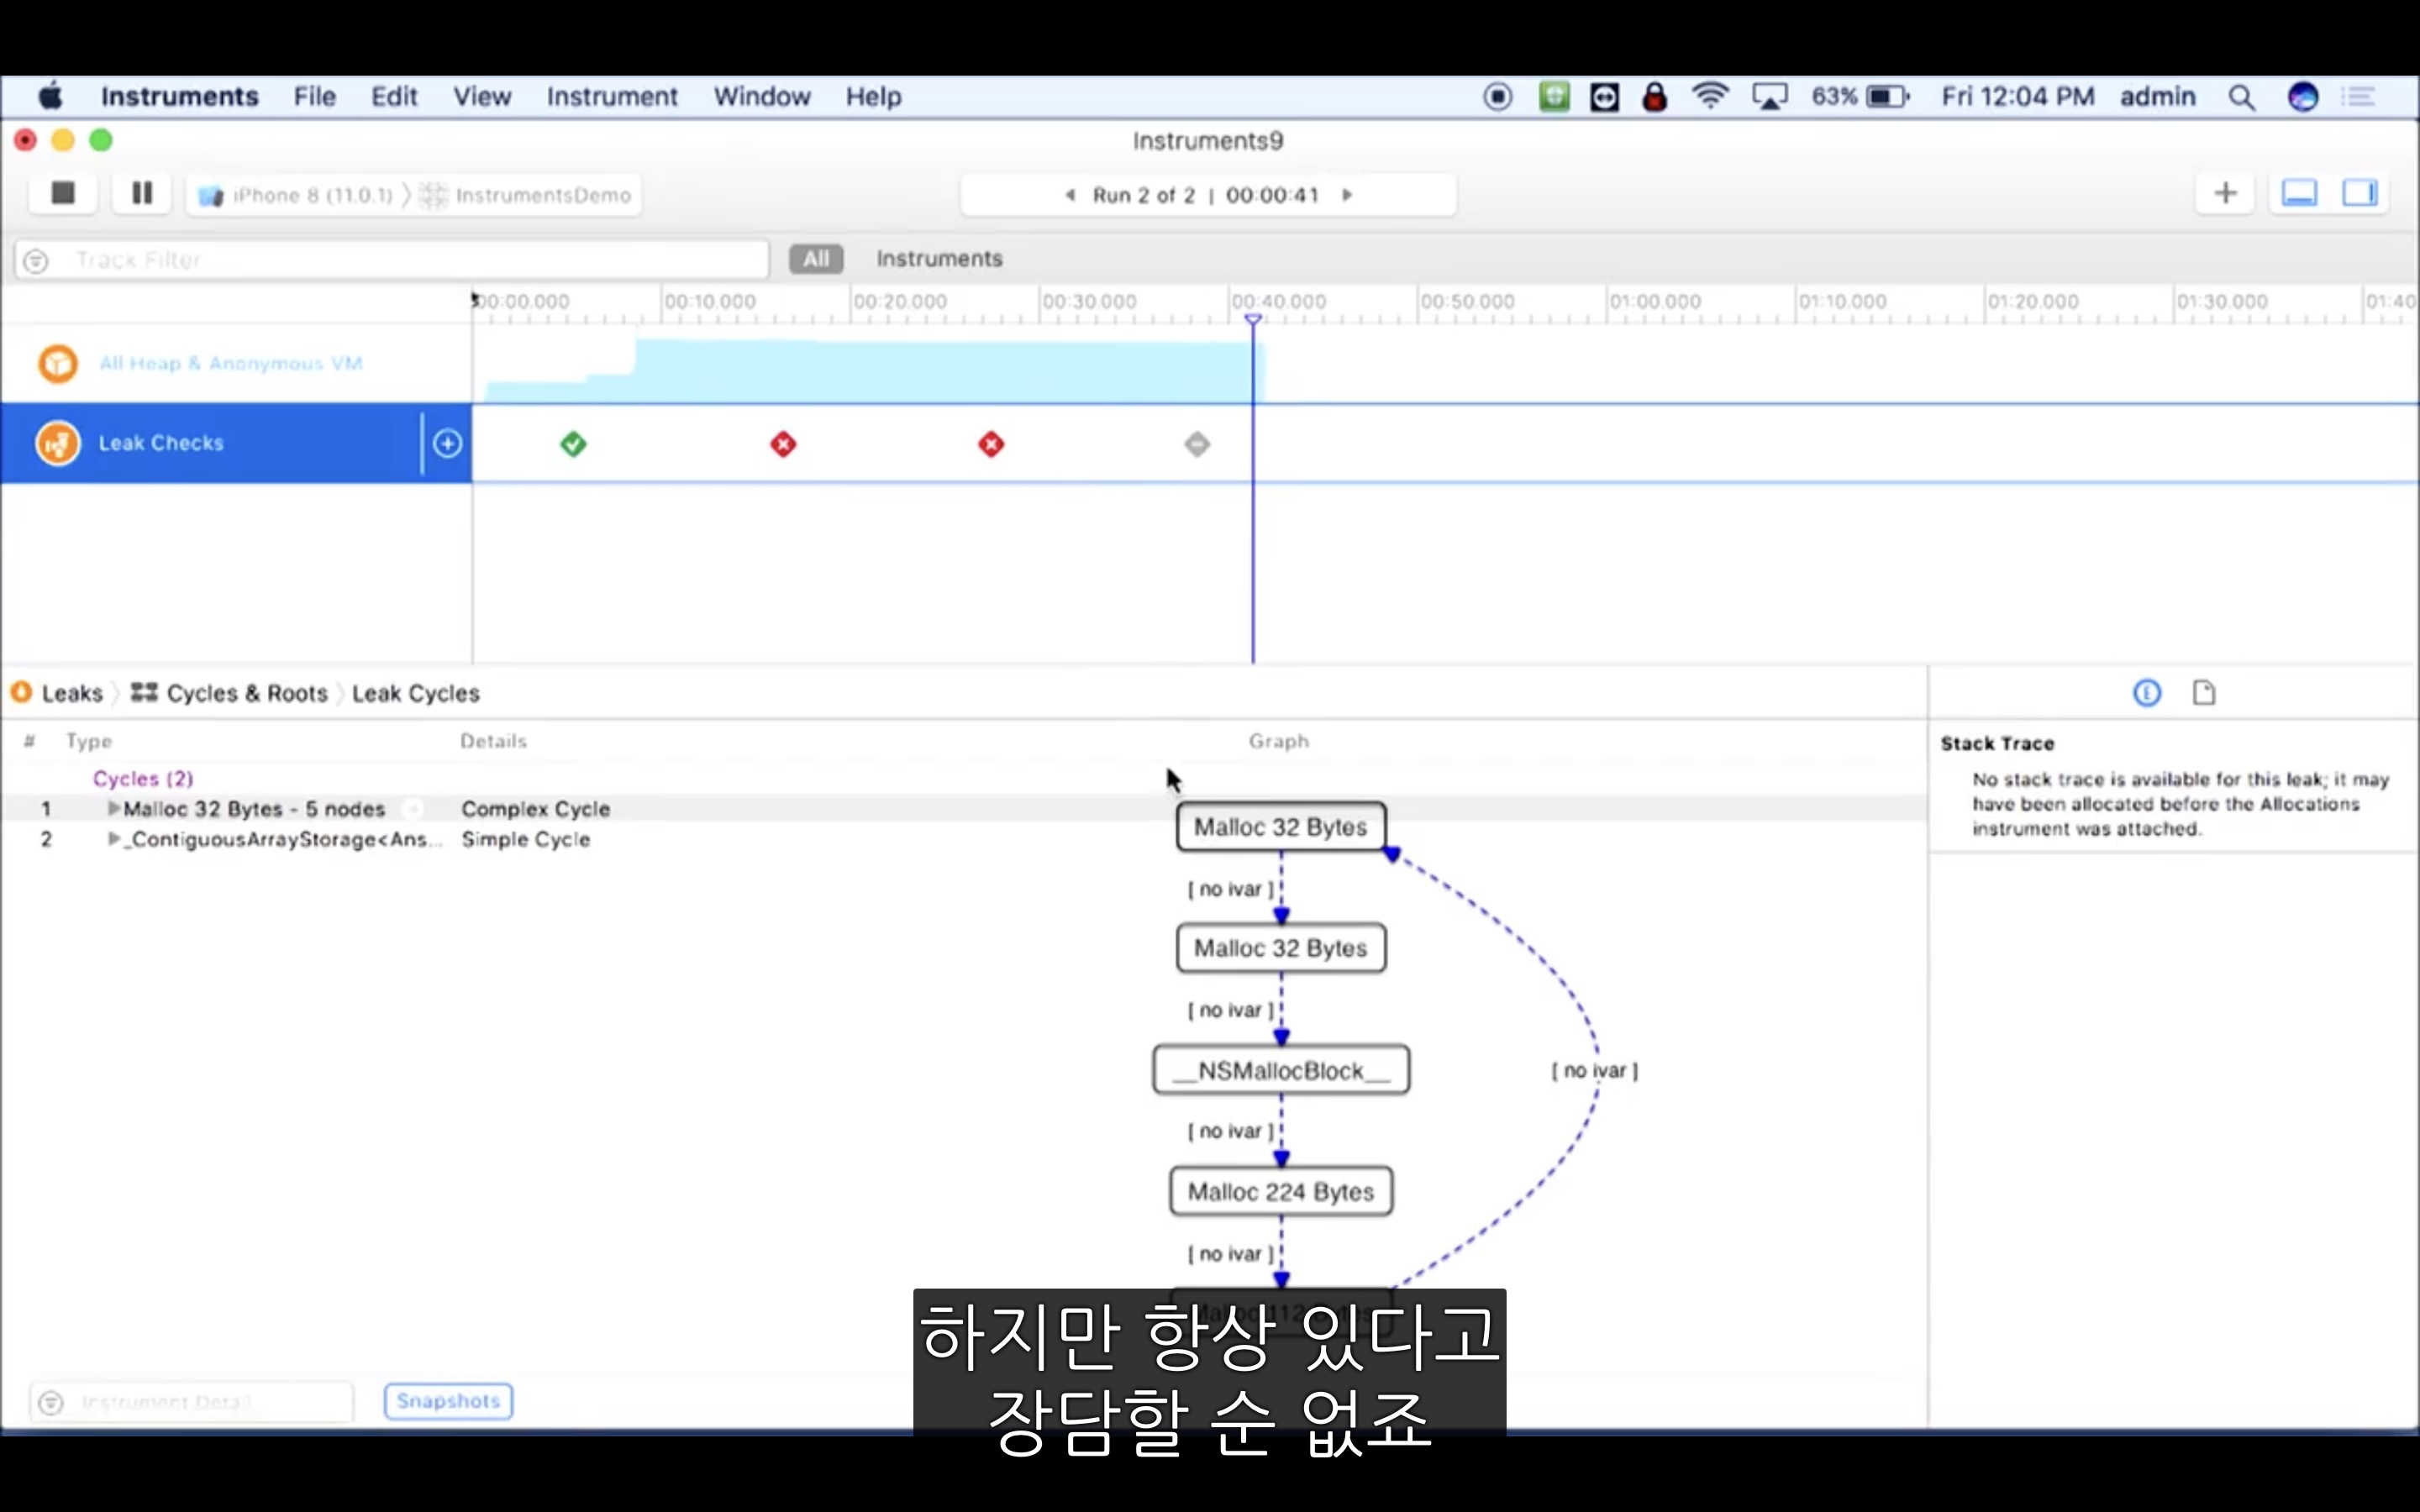 Instruments File Edit View Instrument Window Help 63% Fri 12:04 PM admin
Instruments9
iPhone 8 (11.0.1) InstrumentsDemo Run 2 of 2 | 00:00:41
Track Filter All Instruments
00:00.000 00:10.000 00:20.000 00:30.000 00:40.000 00:50.000 01:00.000 01:10.000 01:20.000 01:30.000 01:40
All Heap & Anonymous VM
Leak Checks
Leaks Cycles & Roots Leak Cycles
# Type Details Graph
Stack Trace
No stack trace is available for this leak; it may
have been allocated before the Allocations
instrument was attached.
Cycles (2)
1 Malloc 32 Bytes - 5 nodes Complex Cycle
2 _ContiguousArrayStorage<Ans... Simple Cycle
Malloc 32 Bytes
[ no ivar ]
Malloc 32 Bytes
[ no ivar ]
__NSMallocBlock__
[ no ivar ]
[ no ivar ]
Malloc 224 Bytes
[ no ivar ]
Malloc 112 Bytes
하지만 항상 있다고
장담할 순 없죠
Instrument Detail Snapshots